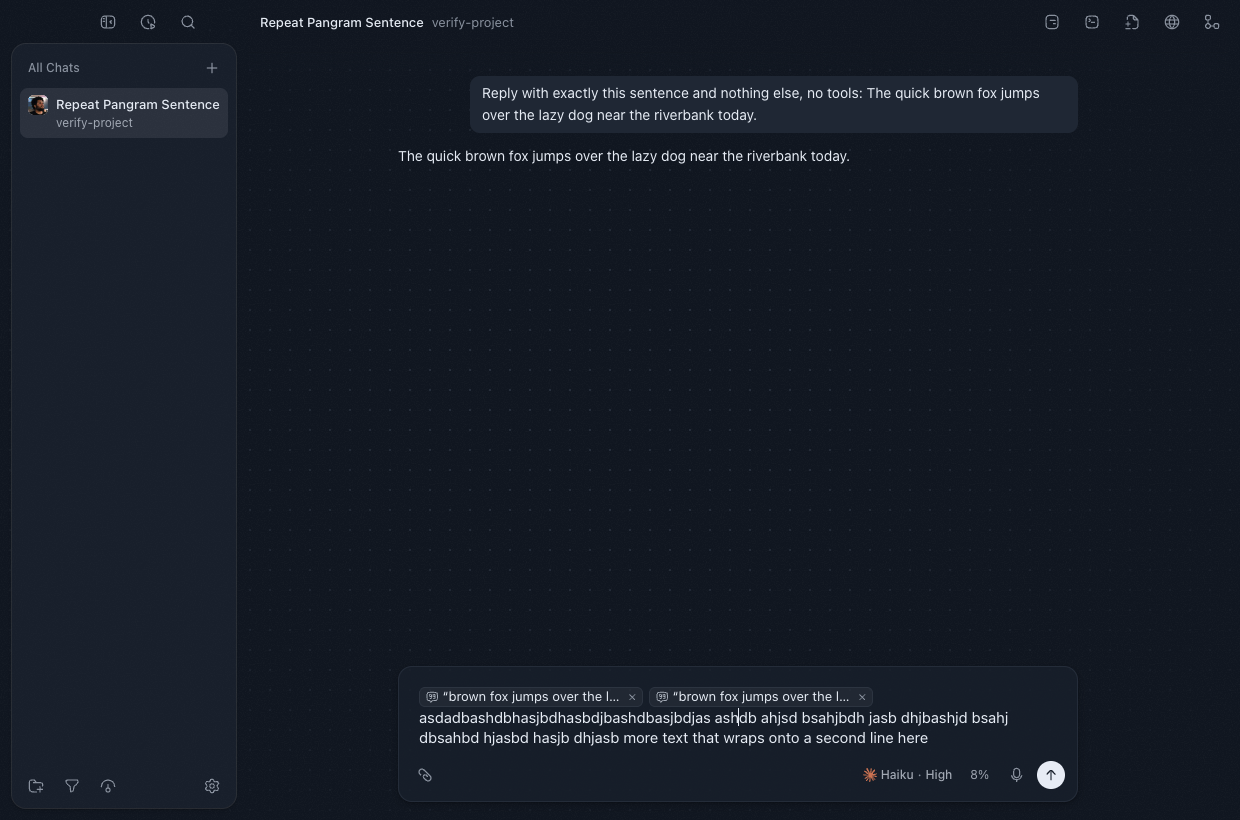 Repeat Pangram Sentence verify-project
All Chats
Repeat Pangram Sentence
verify-project
Reply with exactly this sentence and nothing else, no tools: The quick brown fox jumps
over the lazy dog near the riverbank today.
The quick brown fox jumps over the lazy dog near the riverbank today.
“brown fox jumps over the l... × “brown fox jumps over the l... ×
asdadbashdbhasjbdhasbdjbashdbasjbdjas ashdb ahjsd bsahjbdh jasb dhjbashjd bsahj
dbsahbd hjasbd hasjb dhjasb more text that wraps onto a second line here
Haiku · High 8%